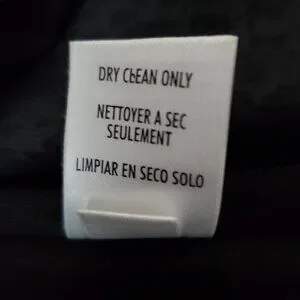 DRY CLEAN ONLY
NETTOYER A SEC
SEULEMENT
LIMPIAR EN SECO SOLO